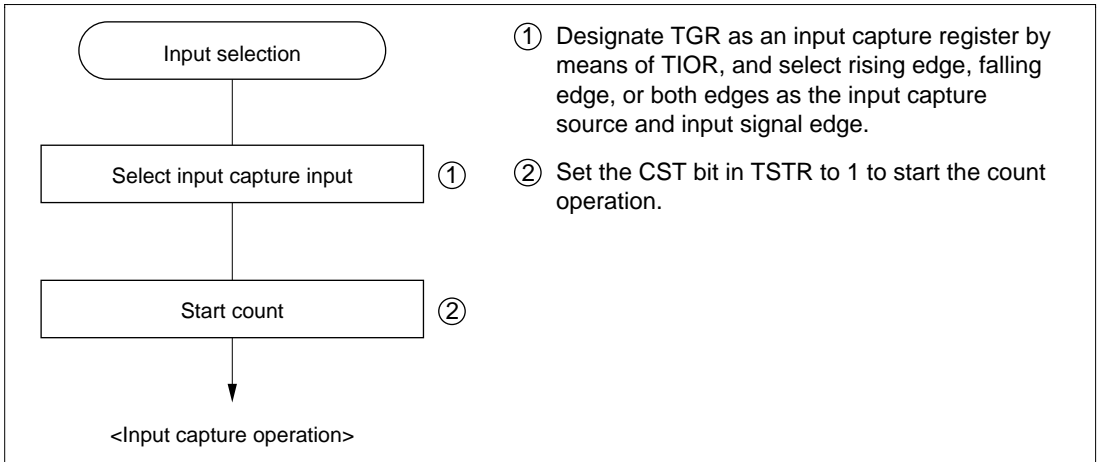 Input selection
Select input capture input
①
Start count
②
<Input capture operation>
① Designate TGR as an input capture register by
means of TIOR, and select rising edge, falling
edge, or both edges as the input capture
source and input signal edge.
② Set the CST bit in TSTR to 1 to start the count
operation.